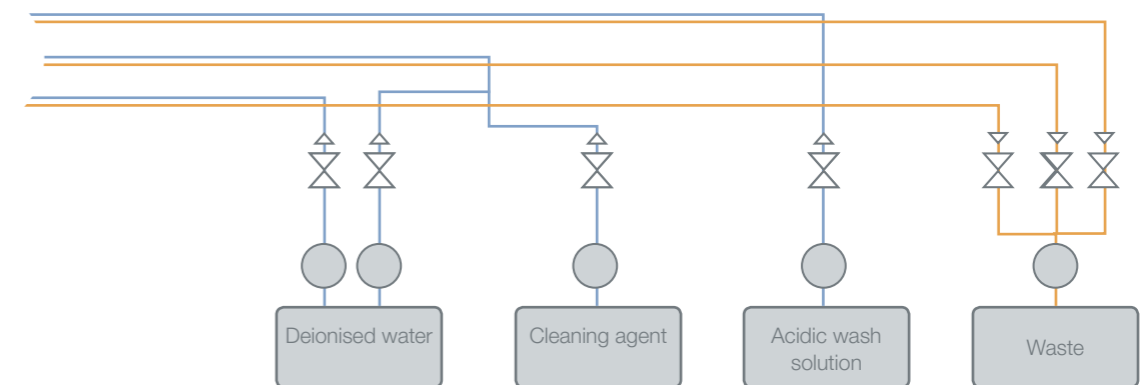 Deionised water
Cleaning agent
Acidic wash
solution
Waste